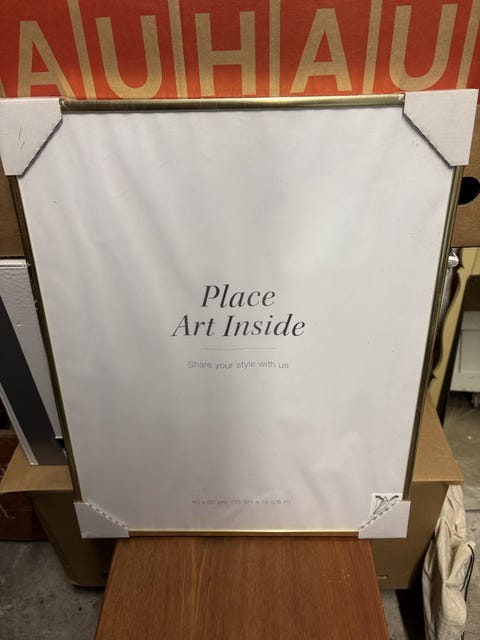 AUHAU
Place
Art Inside
Share your style with us